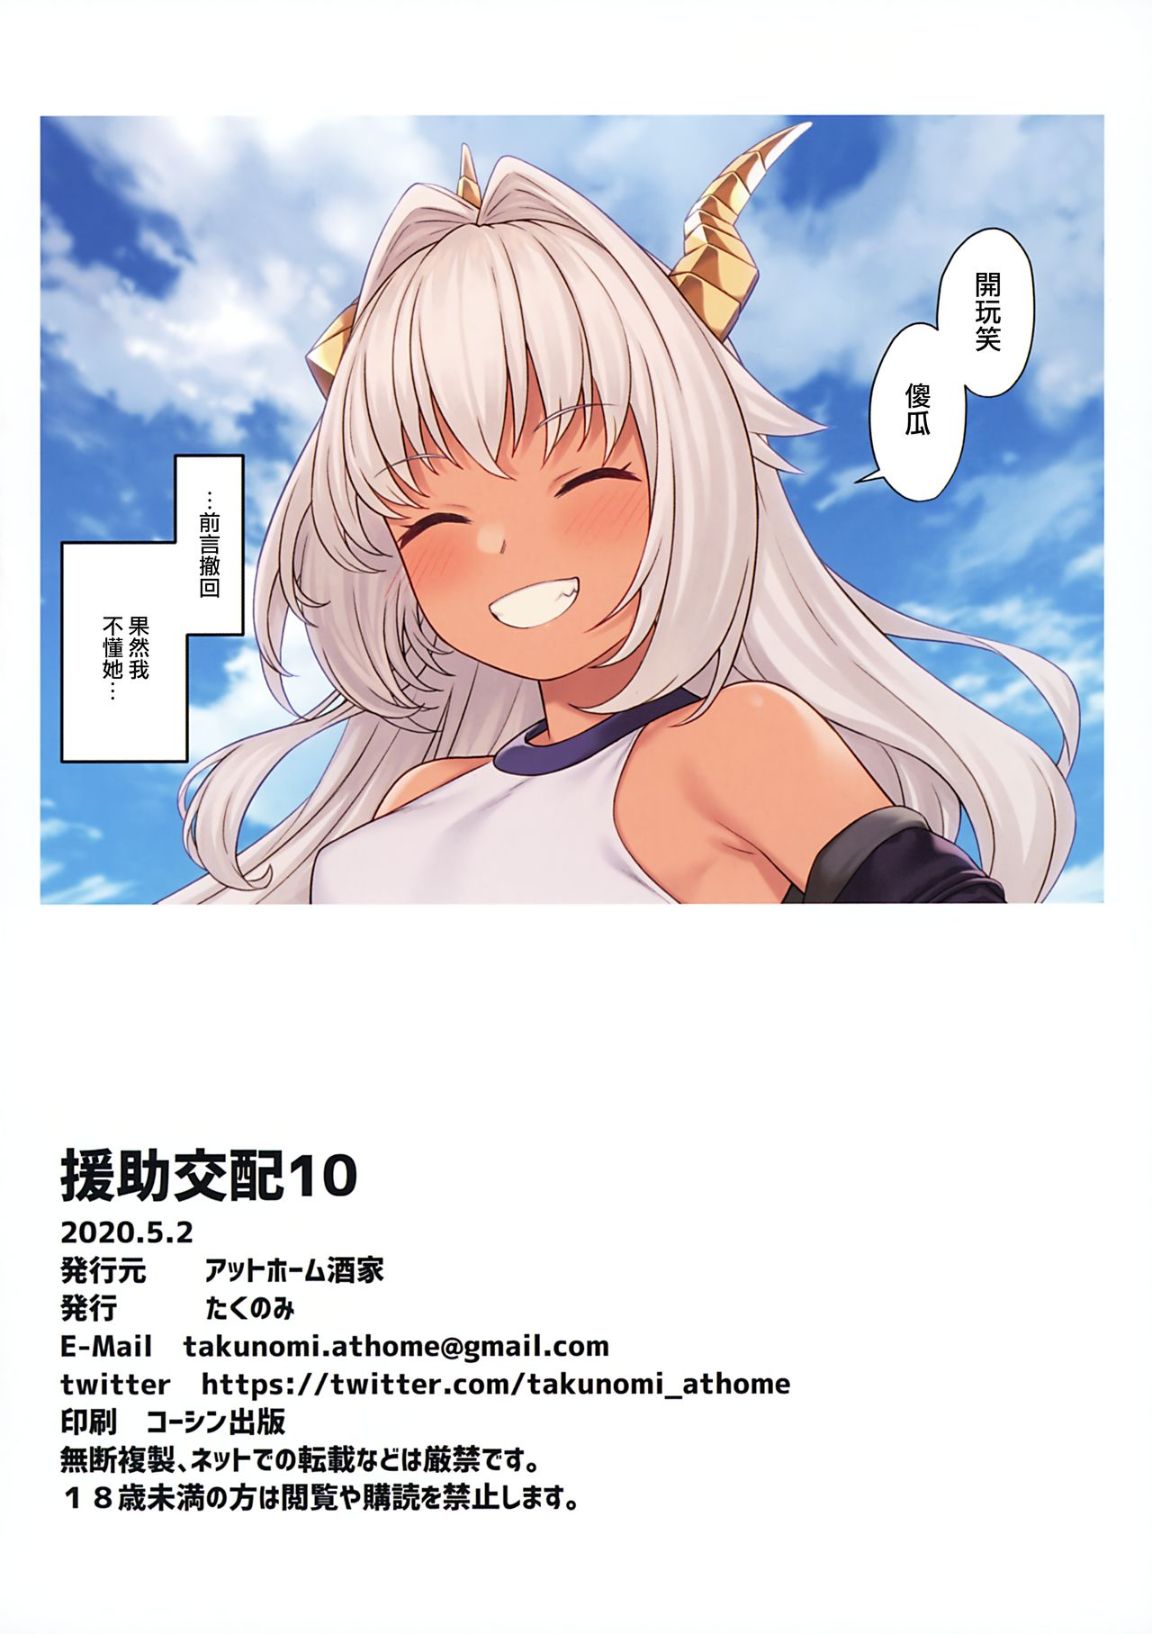 開玩笑
傻瓜
…前言撤回
果然我
不懂她…
援助交配10
2020.5.2
発行元　アットホーム酒家
発行　たくのみ
E-Mail　takunomi.athome@gmail.com
twitter　https://twitter.com/takunomi_athome
印刷　コーシン出版
無断複製、ネットでの転載などは厳禁です。
１８歳未満の方は閲覧や購読を禁止します。